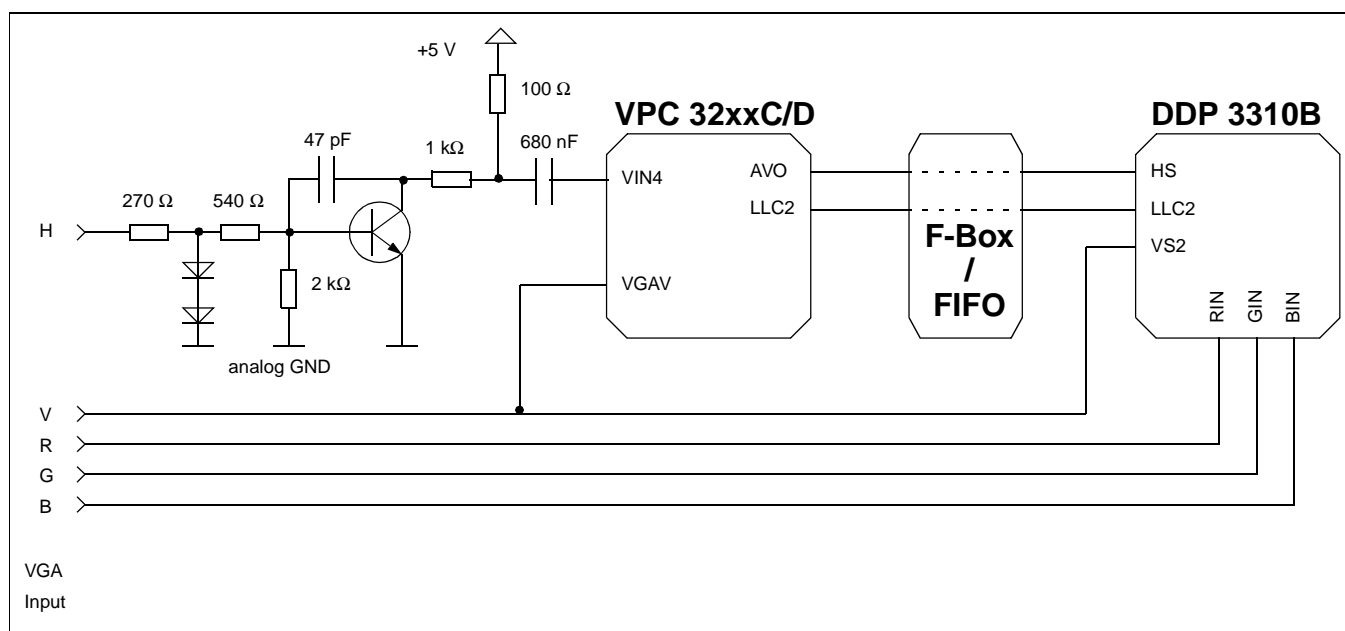 +5 V
100 Ω
VPC 32xxC/D
DDP 3310B
47 pF
1 kΩ
680 nF
VIN4
AVO
HS
270 Ω
540 Ω
LLC2
LLC2
H
F-Box
/
FIFO
VS2
2 kΩ
VGAV
RIN
GIN
BIN
analog GND
V
R
G
B
VGA
Input